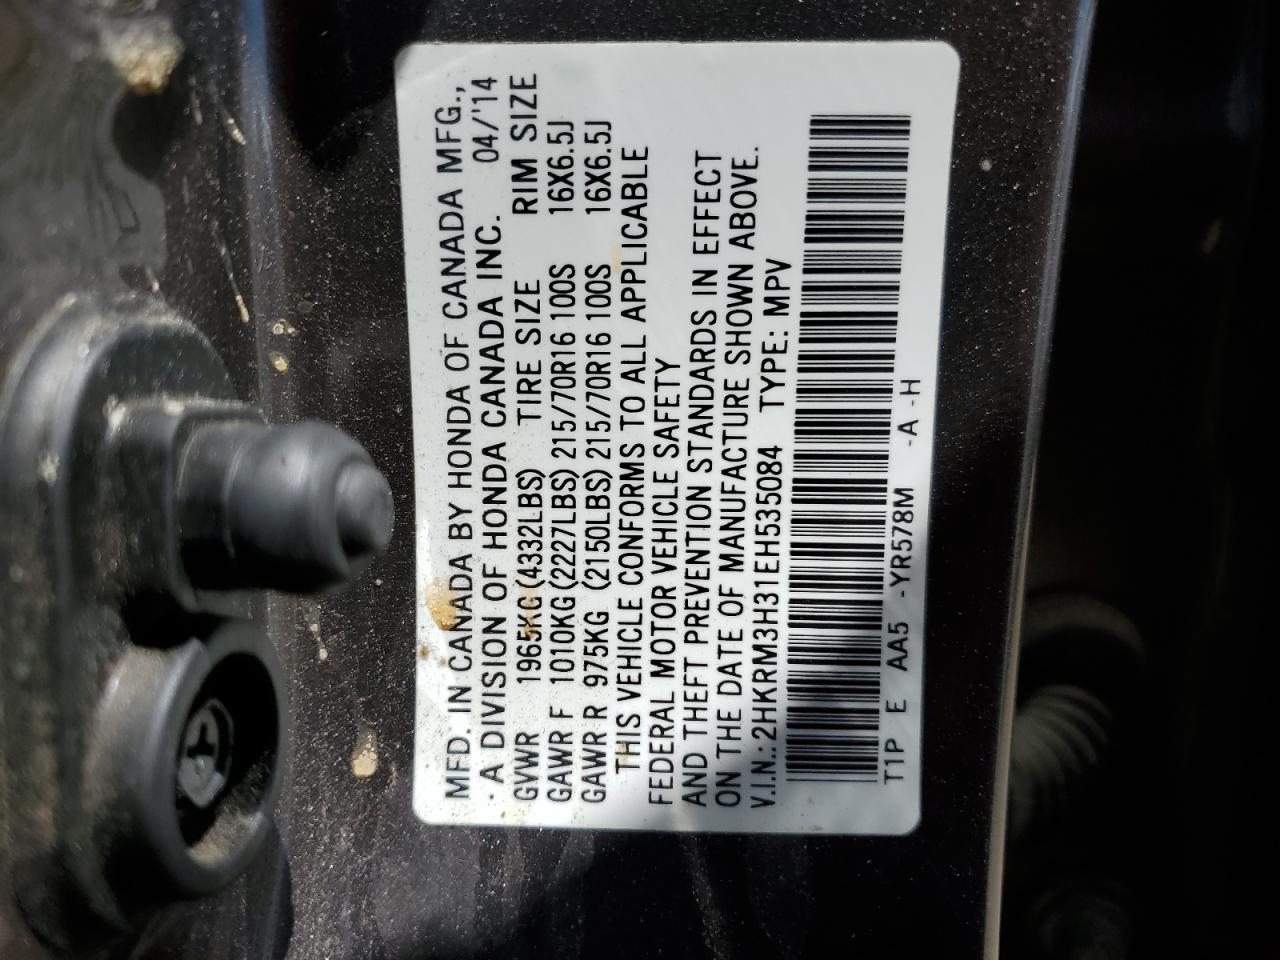 MFD. IN CANADA BY HONDA OF CANADA MFG.,
A DIVISION OF HONDA CANADA INC. 04/'14
GVWR 1965KG(4332LBS) TIRE SIZE RIM SIZE
GAWR F 1010KG(2227LBS) 215/70R16 100S 16X6.5J
GAWR R 975KG (2150LBS) 215/70R16 100S 16X6.5J
THIS VEHICLE CONFORMS TO ALL APPLICABLE
FEDERAL MOTOR VEHICLE SAFETY
AND THEFT PREVENTION STANDARDS IN EFFECT
ON THE DATE OF MANUFACTURE SHOWN ABOVE.
V.I.N.: 2HKRM3H31EH535084 TYPE: MPV
T1P E AA5 -YR578M -A -H